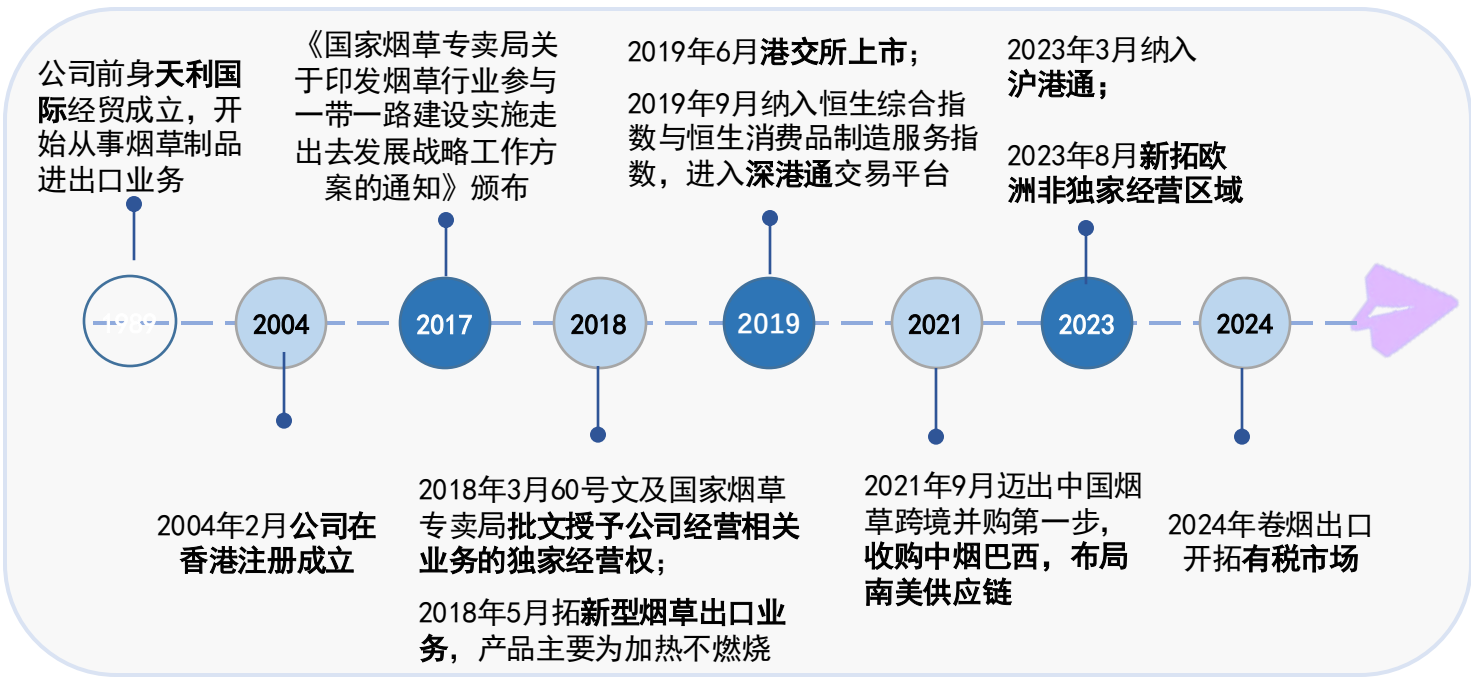 公司前身天利国
际经贸成立，开
始从事烟草制品
进出口业务
《国家烟草专卖局关
于印发烟草行业参与
一带一路建设实施走
出去发展战略工作方
案的通知》颁布
2019年6月港交所上市；
2019年9月纳入恒生综合指
数与恒生消费品制造服务指
数，进入深港通交易平台
2023年3月纳入
沪港通；
2023年8月新拓欧
洲非独家经营区域
1989
2004
2017
2018
2019
2021
2023
2024
2004年2月公司在
香港注册成立
2018年3月60号文及国家烟草
专卖局批文授予公司经营相关
业务的独家经营权；
2018年5月拓新型烟草出口业
务，产品主要为加热不燃烧
2021年9月迈出中国烟
草跨境并购第一步，
收购中烟巴西，布局
南美供应链
2024年卷烟出口
开拓有税市场